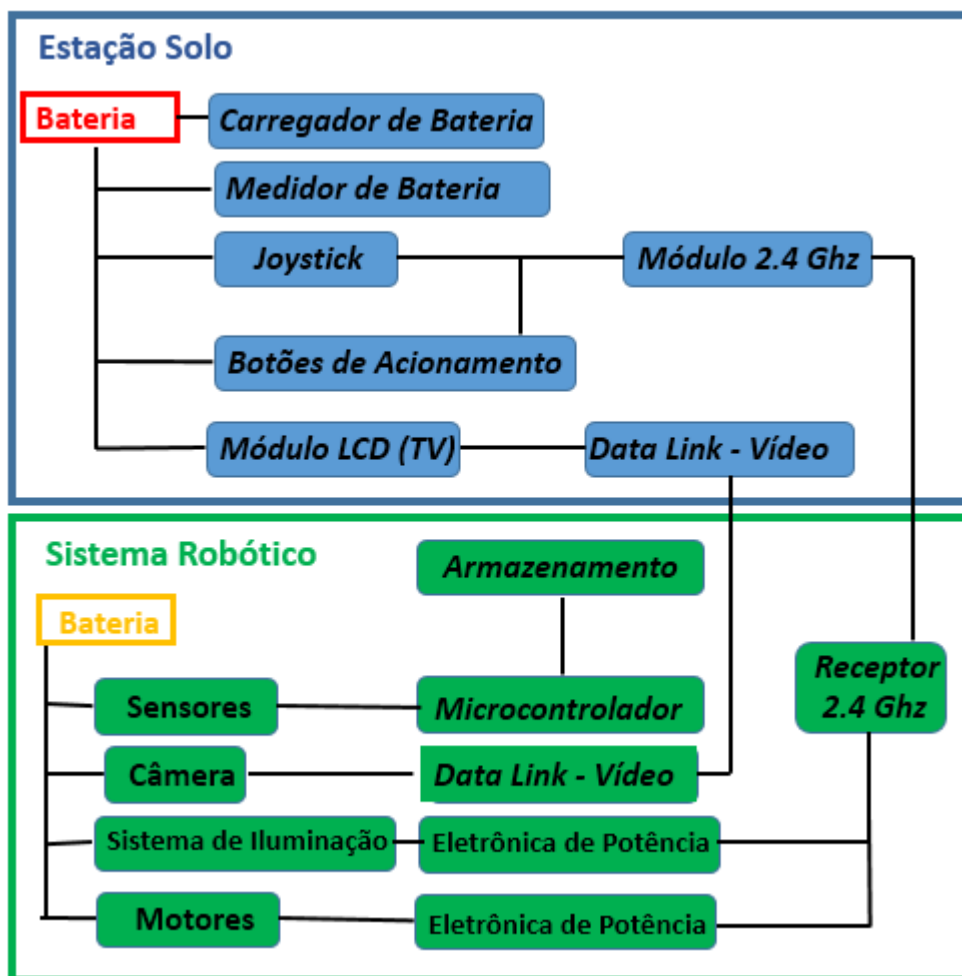 Estação Solo
Bateria
Carregador de Bateria
Medidor de Bateria
Joystick
Módulo 2.4 Ghz
Botões de Acionamento
Módulo LCD (TV)
Data Link - Vídeo
Sistema Robótico
Armazenamento
Bateria
Receptor
2.4 Ghz
Sensores
Microcontrolador
Câmera
Data Link - Vídeo
Sistema de Iluminação
Eletrônica de Potência
Motores
Eletrônica de Potência